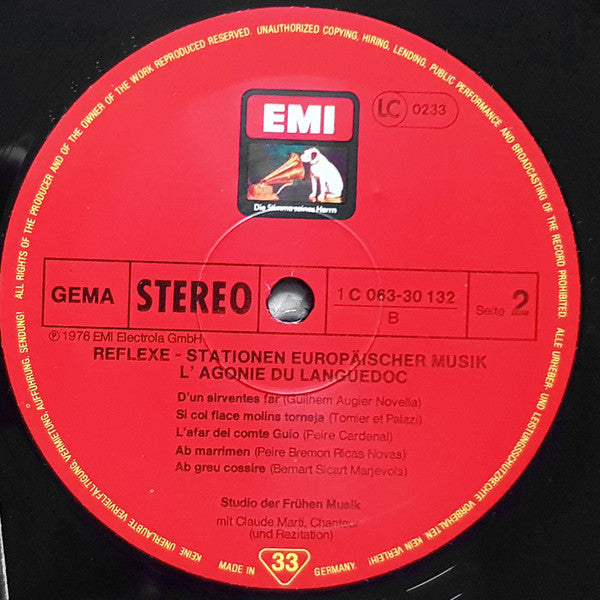 ALL RIGHTS OF THE PRODUCER AND OF THE OWNER OF THE WORK REPRODUCED RESERVED. UNAUTHORIZED COPYING, HIRING, LENDING, PUBLIC PERFORMANCE AND BROADCASTING OF THE RECORD PROHIBITED.
ALLE URHEBER- UND LEISTUNGSSCHUTZRECHTE VORBEHALTEN. KEIN VERLEIH! KEINE UNERLAUBTE VERVIELFÄLTIGUNG, VERMIETUNG, AUFFÜHRUNG, SENDUNG!
EMI
LC 0233
Die Stimme seines Herrn
GEMA
STEREO
1 C 063-30 132
B
Seite 2
℗ 1976 EMI Electrola GmbH
REFLEXE - STATIONEN EUROPÄISCHER MUSIK
L' AGONIE DU LANGUEDOC
D'un sirventes far (Guilhem Augier Novella)
Si col flace molins torneja (Tomier et Palazi)
L'afar del comte Guio (Peire Cardenal)
Ab marrimen (Peire Bremon Ricas Novas)
Ab greu cossire (Bernart Sicart Marjevols)
Studio der Frühen Musik
mit Claude Marti, Chanteur
(und Rezitation)
MADE IN 33 GERMANY.